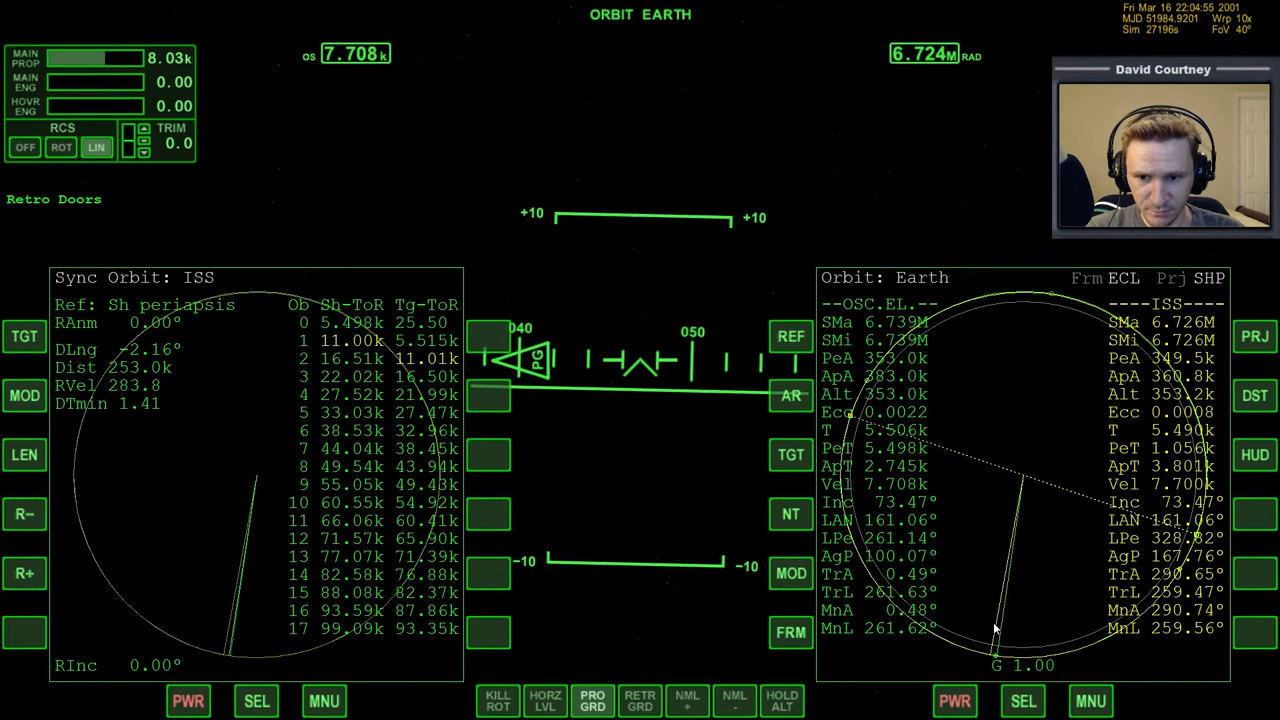 ORBIT EARTH
Fri Mar 16 22:04:55 2001
MJD 51984.9201 Wrp 10x
Sim 27196s FoV 40°
OS 7.708k
6.724M RAD
MAIN PROP 8.03k
MAIN ENG 0.00
HOVR ENG 0.00
RCS TRIM
OFF ROT LIN 0.0
David Courtney
Retro Doors
+10 +10
040 050
PG
-10 -10
Sync Orbit: ISS
Ref: Sh periapsis
RAnm 0.00°
DLng -2.16°
Dist 253.0k
RVel 283.8
DTmin 1.41
Ob Sh-ToR Tg-ToR
0 5.498k 25.50
1 11.00k 5.515k
2 16.51k 11.01k
3 22.02k 16.50k
4 27.52k 21.99k
5 33.03k 27.47k
6 38.53k 32.96k
7 44.04k 38.45k
8 49.54k 43.94k
9 55.05k 49.43k
10 60.55k 54.92k
11 66.06k 60.41k
12 71.57k 65.90k
13 77.07k 71.39k
14 82.58k 76.88k
15 88.08k 82.37k
16 93.59k 87.86k
17 99.09k 93.35k
RInc 0.00°
TGT
MOD
LEN
R-
R+
PWR SEL MNU
Orbit: Earth Frm ECL Prj SHP
--OSC.EL.-- ----ISS----
SMa 6.739M SMa 6.726M
SMi 6.739M SMi 6.726M
PeA 353.0k PeA 349.5k
ApA 383.0k ApA 360.8k
Alt 353.0k Alt 353.2k
Ecc 0.0022 Ecc 0.0008
T 5.506k T 5.490k
PeT 5.498k PeT 1.056k
ApT 2.745k ApT 3.801k
Vel 7.708k Vel 7.700k
Inc 73.47° Inc 73.47°
LAN 161.06° LAN 161.06°
LPe 261.14° LPe 328.82°
AgP 100.07° AgP 167.76°
TrA 0.49° TrA 290.65°
TrL 261.63° TrL 259.47°
MnA 0.48° MnA 290.74°
MnL 261.62° MnL 259.56°
G 1.00
REF
AR
TGT
NT
MOD
FRM
PRJ
DST
HUD
KILL ROT
HORZ LVL
PRO GRD
RETR GRD
NML +
NML -
HOLD ALT
PWR SEL MNU